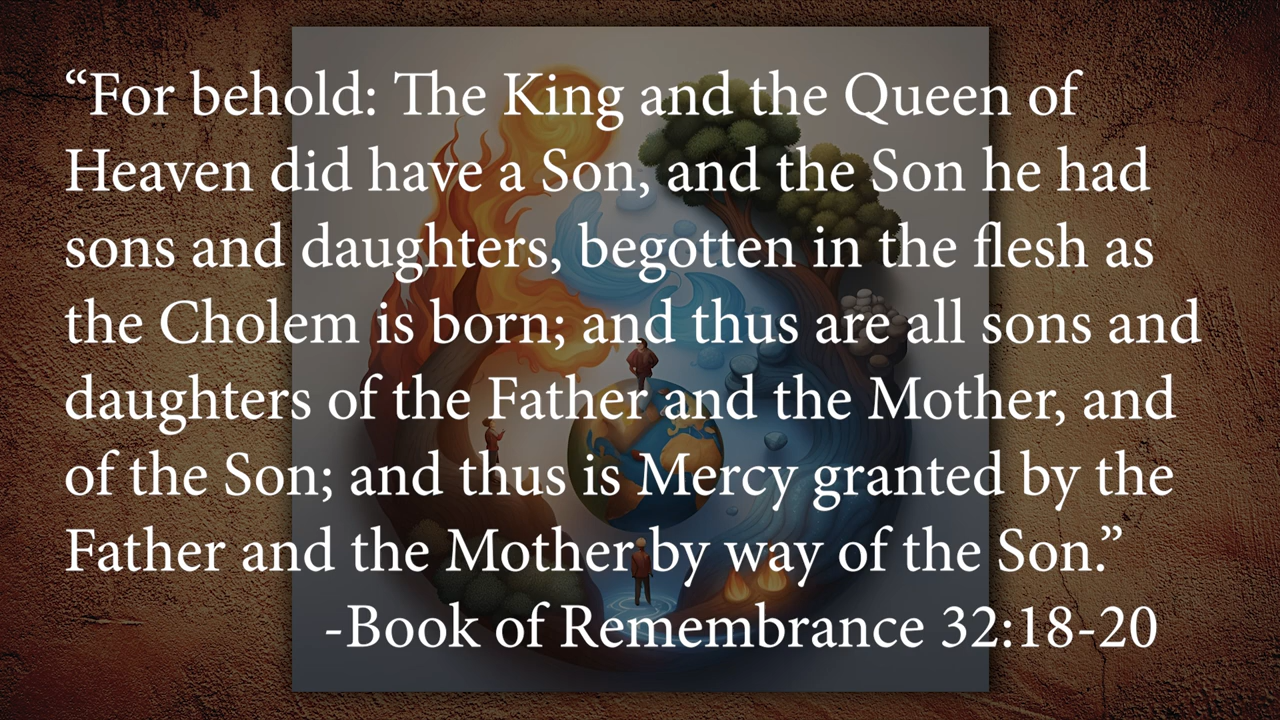 “For behold: The King and the Queen of
Heaven did have a Son, and the Son he had
sons and daughters, begotten in the flesh as
the Cholem is born; and thus are all sons and
daughters of the Father and the Mother, and
of the Son; and thus is Mercy granted by the
Father and the Mother by way of the Son.”
-Book of Remembrance 32:18-20